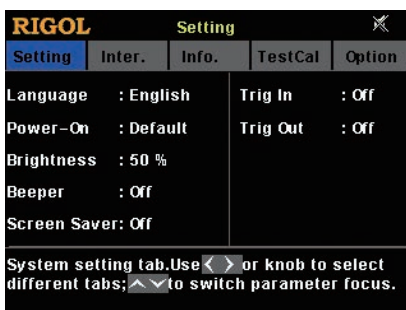 RIGOL Setting
Setting Inter. Info. TestCal Option
Language : English Trig In : Off
Power-On : Default Trig Out : Off
Brightness : 50 %
Beeper : Off
Screen Saver: Off
System setting tab.Use < > or knob to select
different tabs; ∧ ∨ to switch parameter focus.